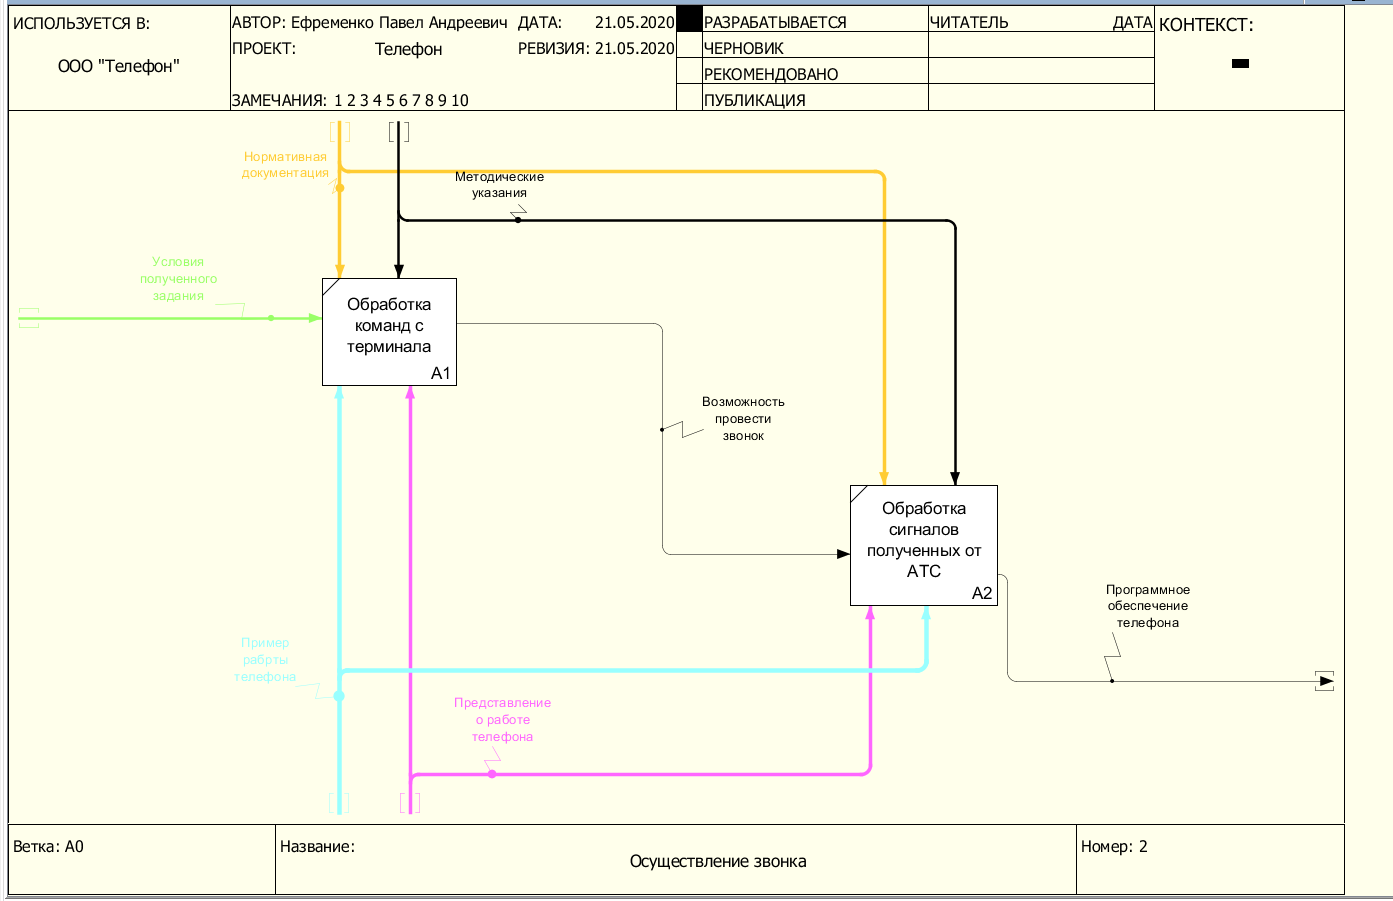 ИСПОЛЬЗУЕТСЯ В:
ООО "Телефон"
АВТОР: Ефременко Павел Андреевич ДАТА: 21.05.2020
ПРОЕКТ: Телефон РЕВИЗИЯ: 21.05.2020
ЗАМЕЧАНИЯ: 1 2 3 4 5 6 7 8 9 10
РАЗРАБАТЫВАЕТСЯ
ЧЕРНОВИК
РЕКОМЕНДОВАНО
ПУБЛИКАЦИЯ
ЧИТАТЕЛЬ ДАТА
КОНТЕКСТ:
Нормативная
документация
Методические
указания
Условия
полученного
задания
Обработка
команд с
терминала
A1
Возможность
провести
звонок
Обработка
сигналов
полученных от
АТС
A2
Программное
обеспечение
телефона
Пример
рабрты
телефона
Представление
о работе
телефона
Ветка: A0
Название:
Осуществление звонка
Номер: 2